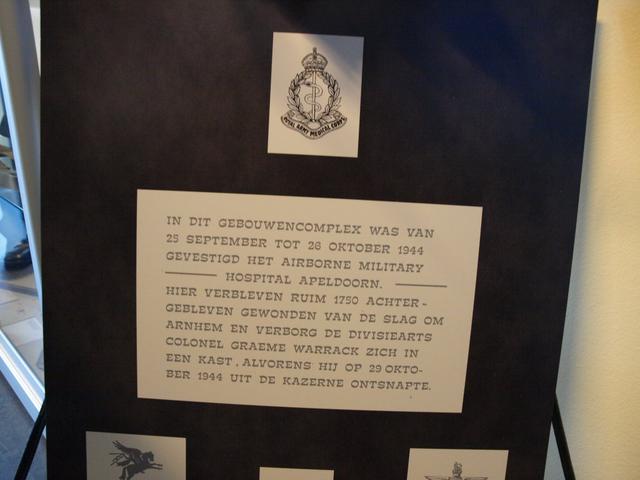 ROYAL ARMY MEDICAL CORPS
IN DIT GEBOUWENCOMPLEX WAS VAN
25 SEPTEMBER TOT 26 OKTOBER 1944
GEVESTIGD HET AIRBORNE MILITARY
HOSPITAL APELDOORN.
HIER VERBLEVEN RUIM 1750 ACHTER-
GEBLEVEN GEWONDEN VAN DE SLAG OM
ARNHEM EN VERBORG DE DIVISIEARTS
COLONEL GRAEME WARRACK ZICH IN
EEN KAST, ALVORENS HIJ OP 29 OKTO-
BER 1944 UIT DE KAZERNE ONTSNAPTE.